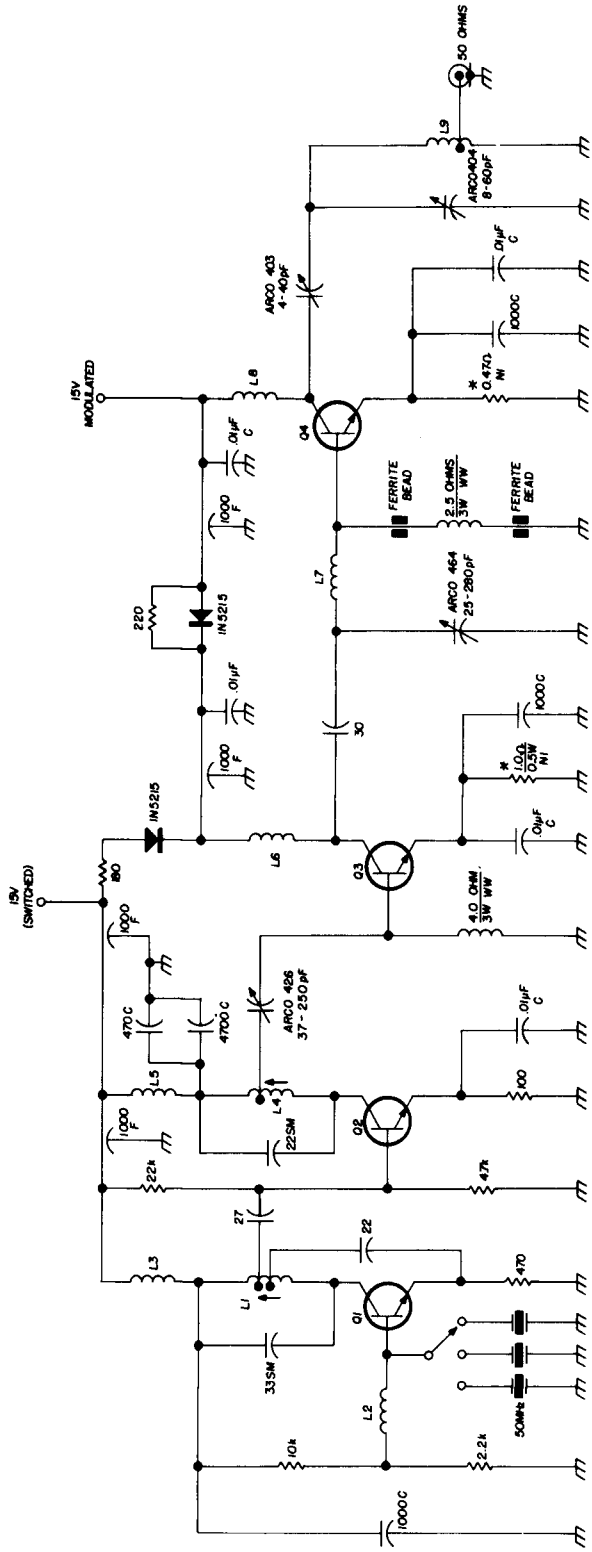 15V
(SWITCHED)
15V
MODULATED
220
1N5215
1000
F
.01µF
1000
F
.01µF
C
L8
ARCO 403
4-40pF
L9
50 OHMS
ARCO404
8-60pF
1N5215
180
1000
F
470C
4700C
L5
1000
F
22k
L3
L6
L1
27
L4
22SM
33SM
22
ARCO 426
37-250pF
30
L7
Q4
FERRITE
BEAD
2.5 OHMS
3W WW
FERRITE
BEAD
ARCO 464
25-280pF
*
0.47Ω
NI
1000C
.01µF
C
Q3
4.0 OHM
3W WW
.01µF
C
*
1.0Ω
0.5W
NI
1000C
Q2
47k
100
.01µF
C
Q1
470
L2
10k
2.2k
50MHz
1000C